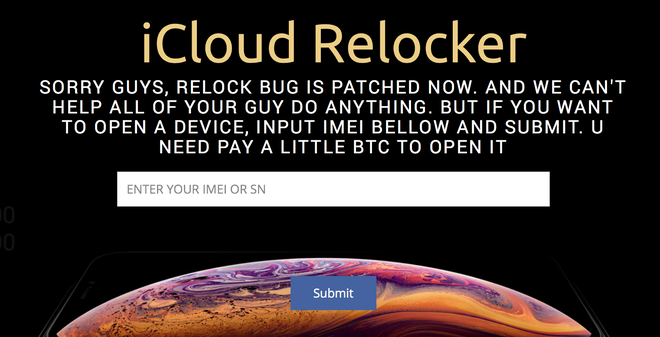 iCloud Relocker
SORRY GUYS, RELOCK BUG IS PATCHED NOW. AND WE CAN'T
HELP ALL OF YOUR GUY DO ANYTHING. BUT IF YOU WANT
TO OPEN A DEVICE, INPUT IMEI BELLOW AND SUBMIT. U
NEED PAY A LITTLE BTC TO OPEN IT
ENTER YOUR IMEI OR SN
Submit